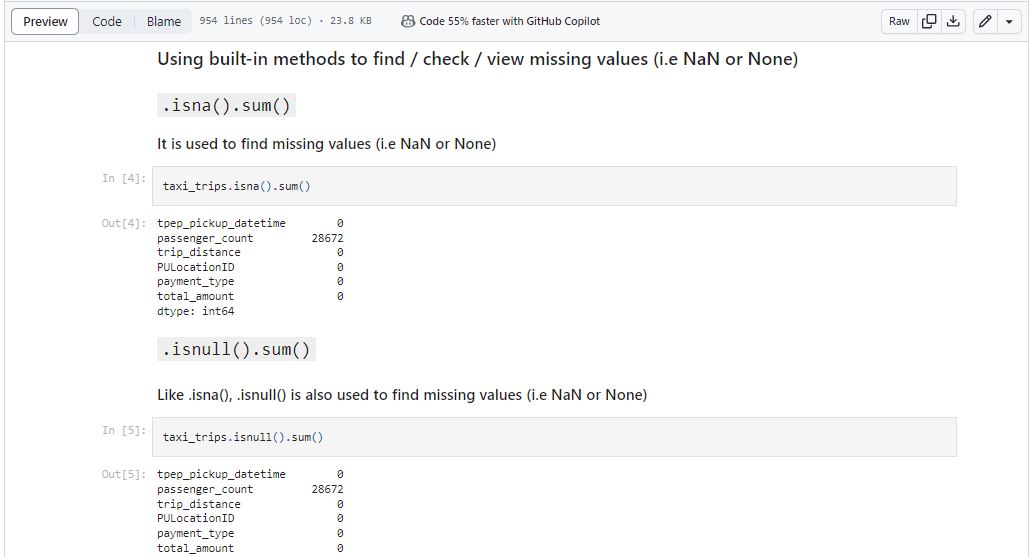 Preview Code Blame 954 lines (954 loc) · 23.8 KB Code 55% faster with GitHub Copilot Raw
Using built-in methods to find / check / view missing values (i.e NaN or None)
.isna().sum()
It is used to find missing values (i.e NaN or None)
In [4]: taxi_trips.isna().sum()
Out[4]: tpep_pickup_datetime 0
passenger_count 28672
trip_distance 0
PULocationID 0
payment_type 0
total_amount 0
dtype: int64
.isnull().sum()
Like .isna(), .isnull() is also used to find missing values (i.e NaN or None)
In [5]: taxi_trips.isnull().sum()
Out[5]: tpep_pickup_datetime 0
passenger_count 28672
trip_distance 0
PULocationID 0
payment_type 0
total_amount 0